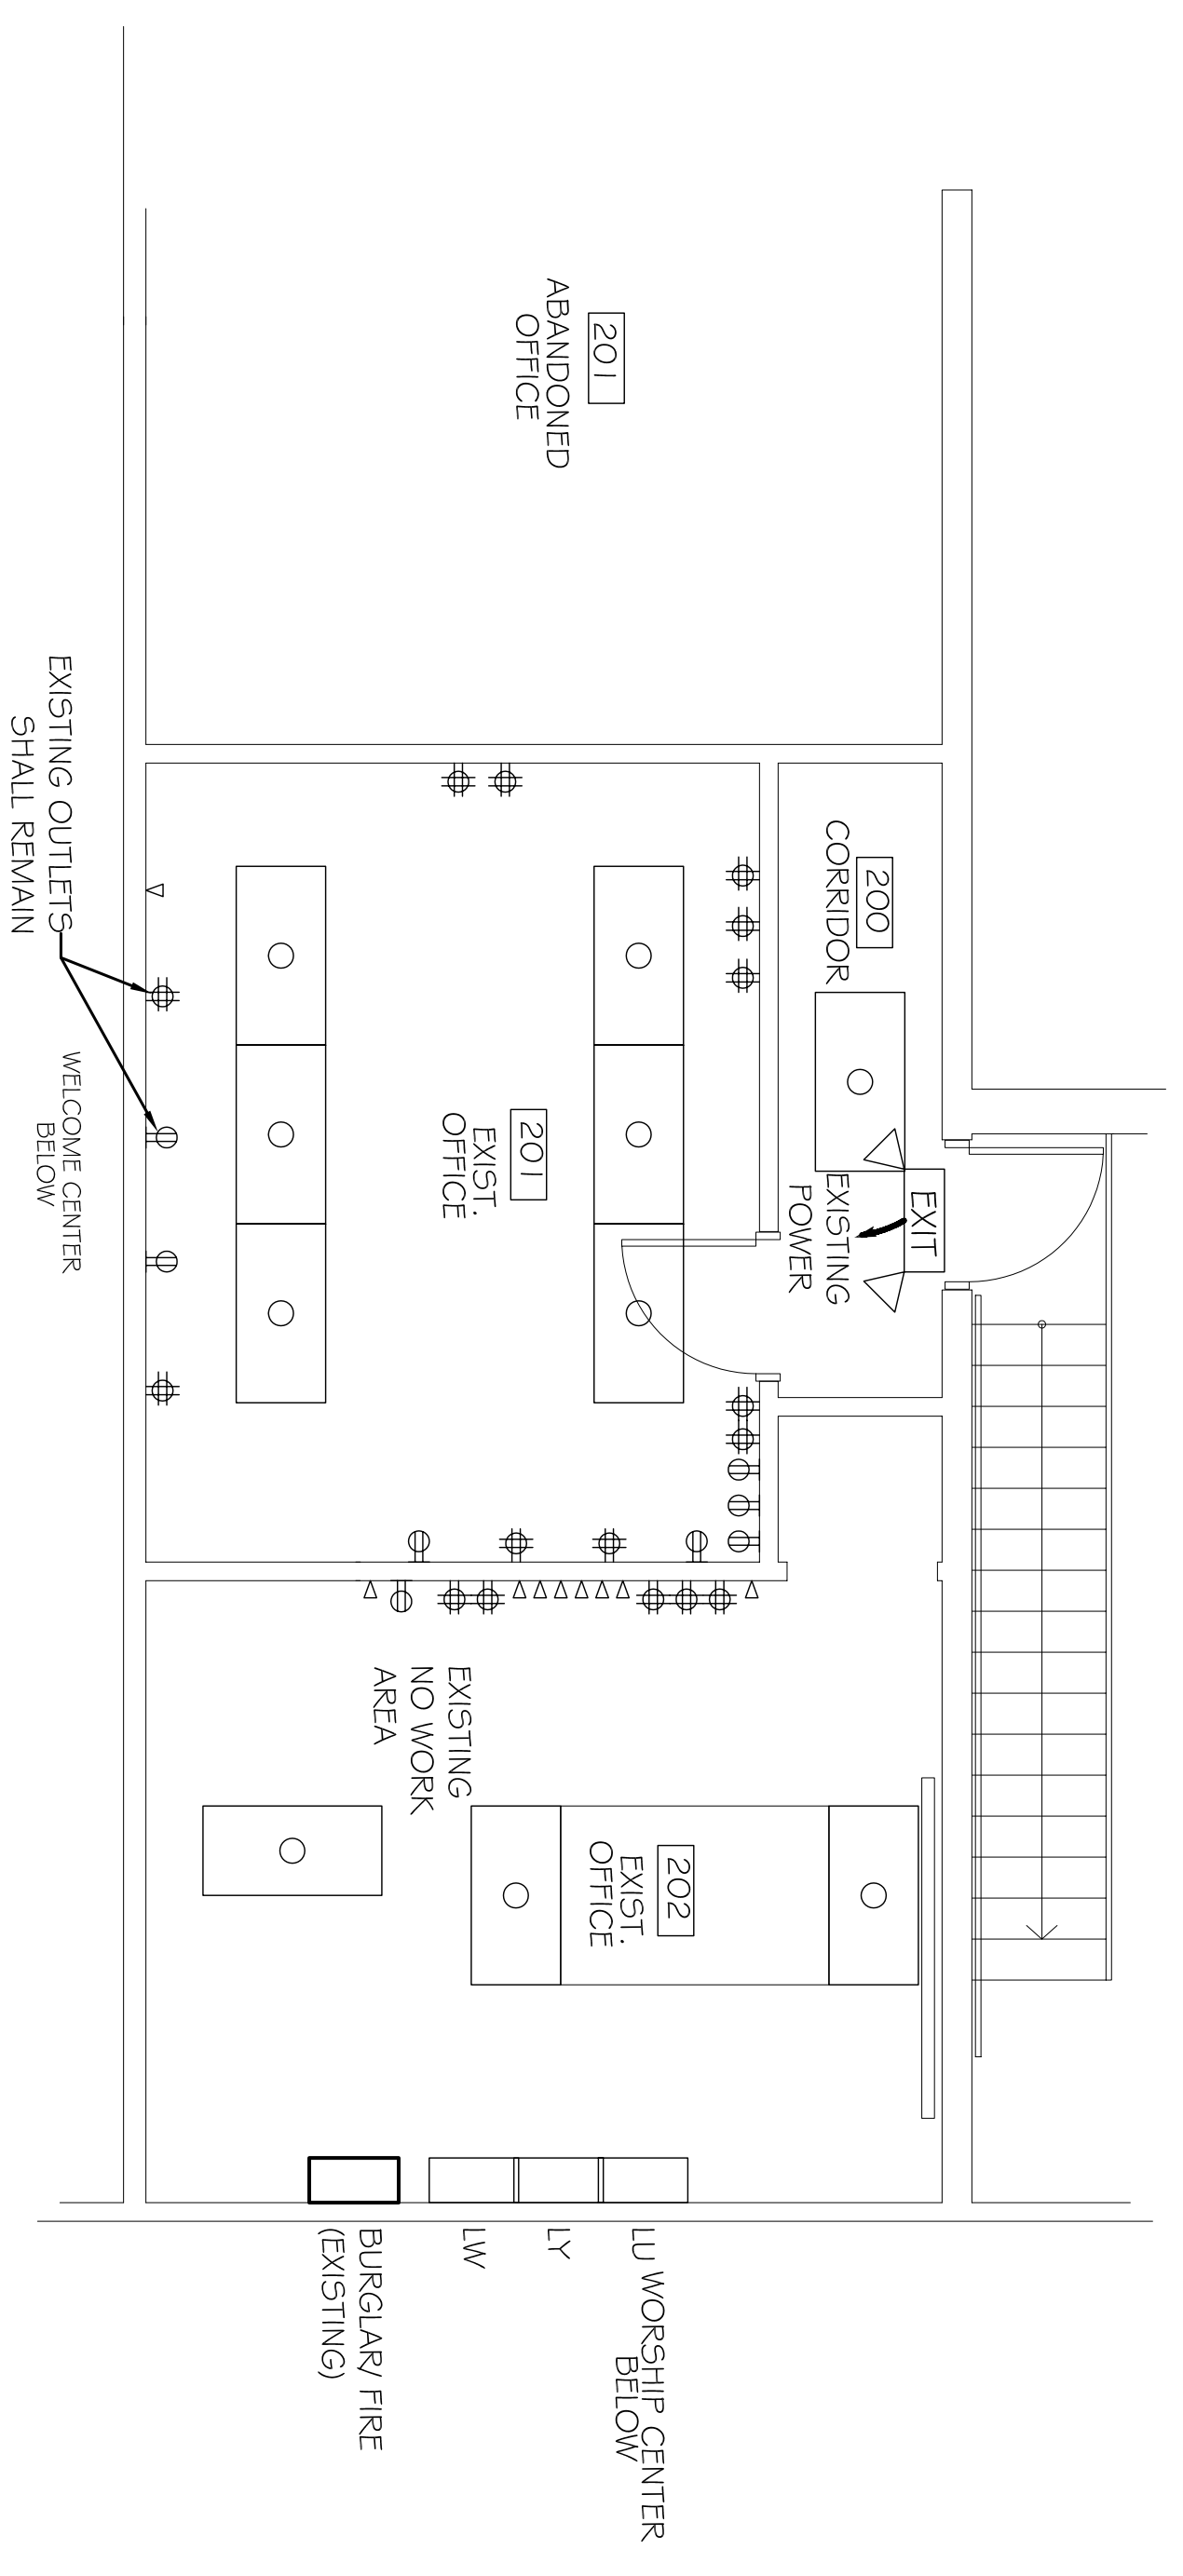 201
ABANDONED
OFFICE
200
CORRIDOR
EXIT
EXISTING
POWER
201
EXIST.
OFFICE
EXISTING OUTLETS
SHALL REMAIN
WELCOME CENTER
BELOW
EXISTING
NO WORK
AREA
202
EXIST.
OFFICE
LU WORSHIP CENTER
BELOW
LY
LW
BURGLAR/ FIRE
(EXISTING)